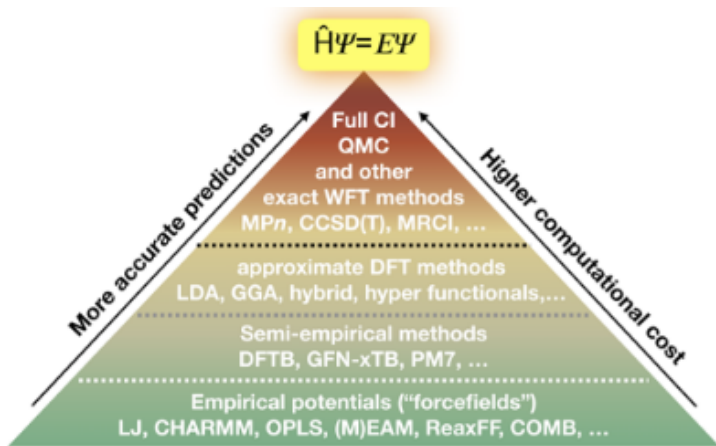 ĤΨ=EΨ
More accurate predictions
Higher computational cost
Full CI
QMC
and other
exact WFT methods
MPn, CCSD(T), MRCI, ...
approximate DFT methods
LDA, GGA, hybrid, hyper functionals,...
Semi-empirical methods
DFTB, GFN-xTB, PM7, ...
Empirical potentials (“forcefields”)
LJ, CHARMM, OPLS, (M)EAM, ReaxFF, COMB, ...